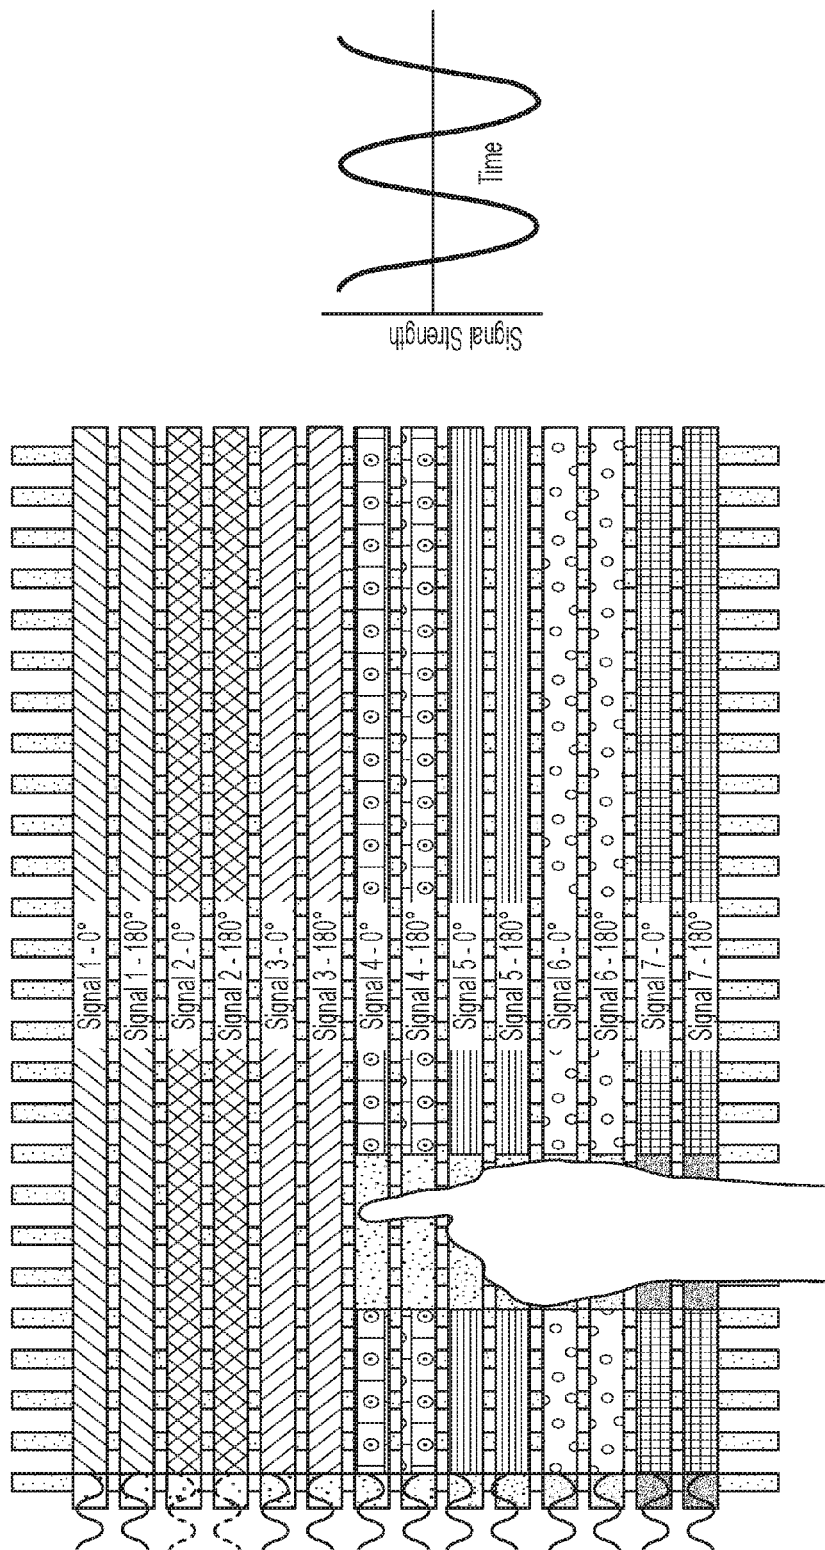 Time
Signal Strength
Signal 1 - 0°
Signal 1 - 180°
Signal 2 - 0°
Signal 2 - 180°
Signal 3 - 0°
Signal 3 - 180°
Signal 4 - 0°
Signal 4 - 180°
Signal 5 - 0°
Signal 5 - 180°
Signal 6 - 0°
Signal 6 - 180°
Signal 7 - 0°
Signal 7 - 180°